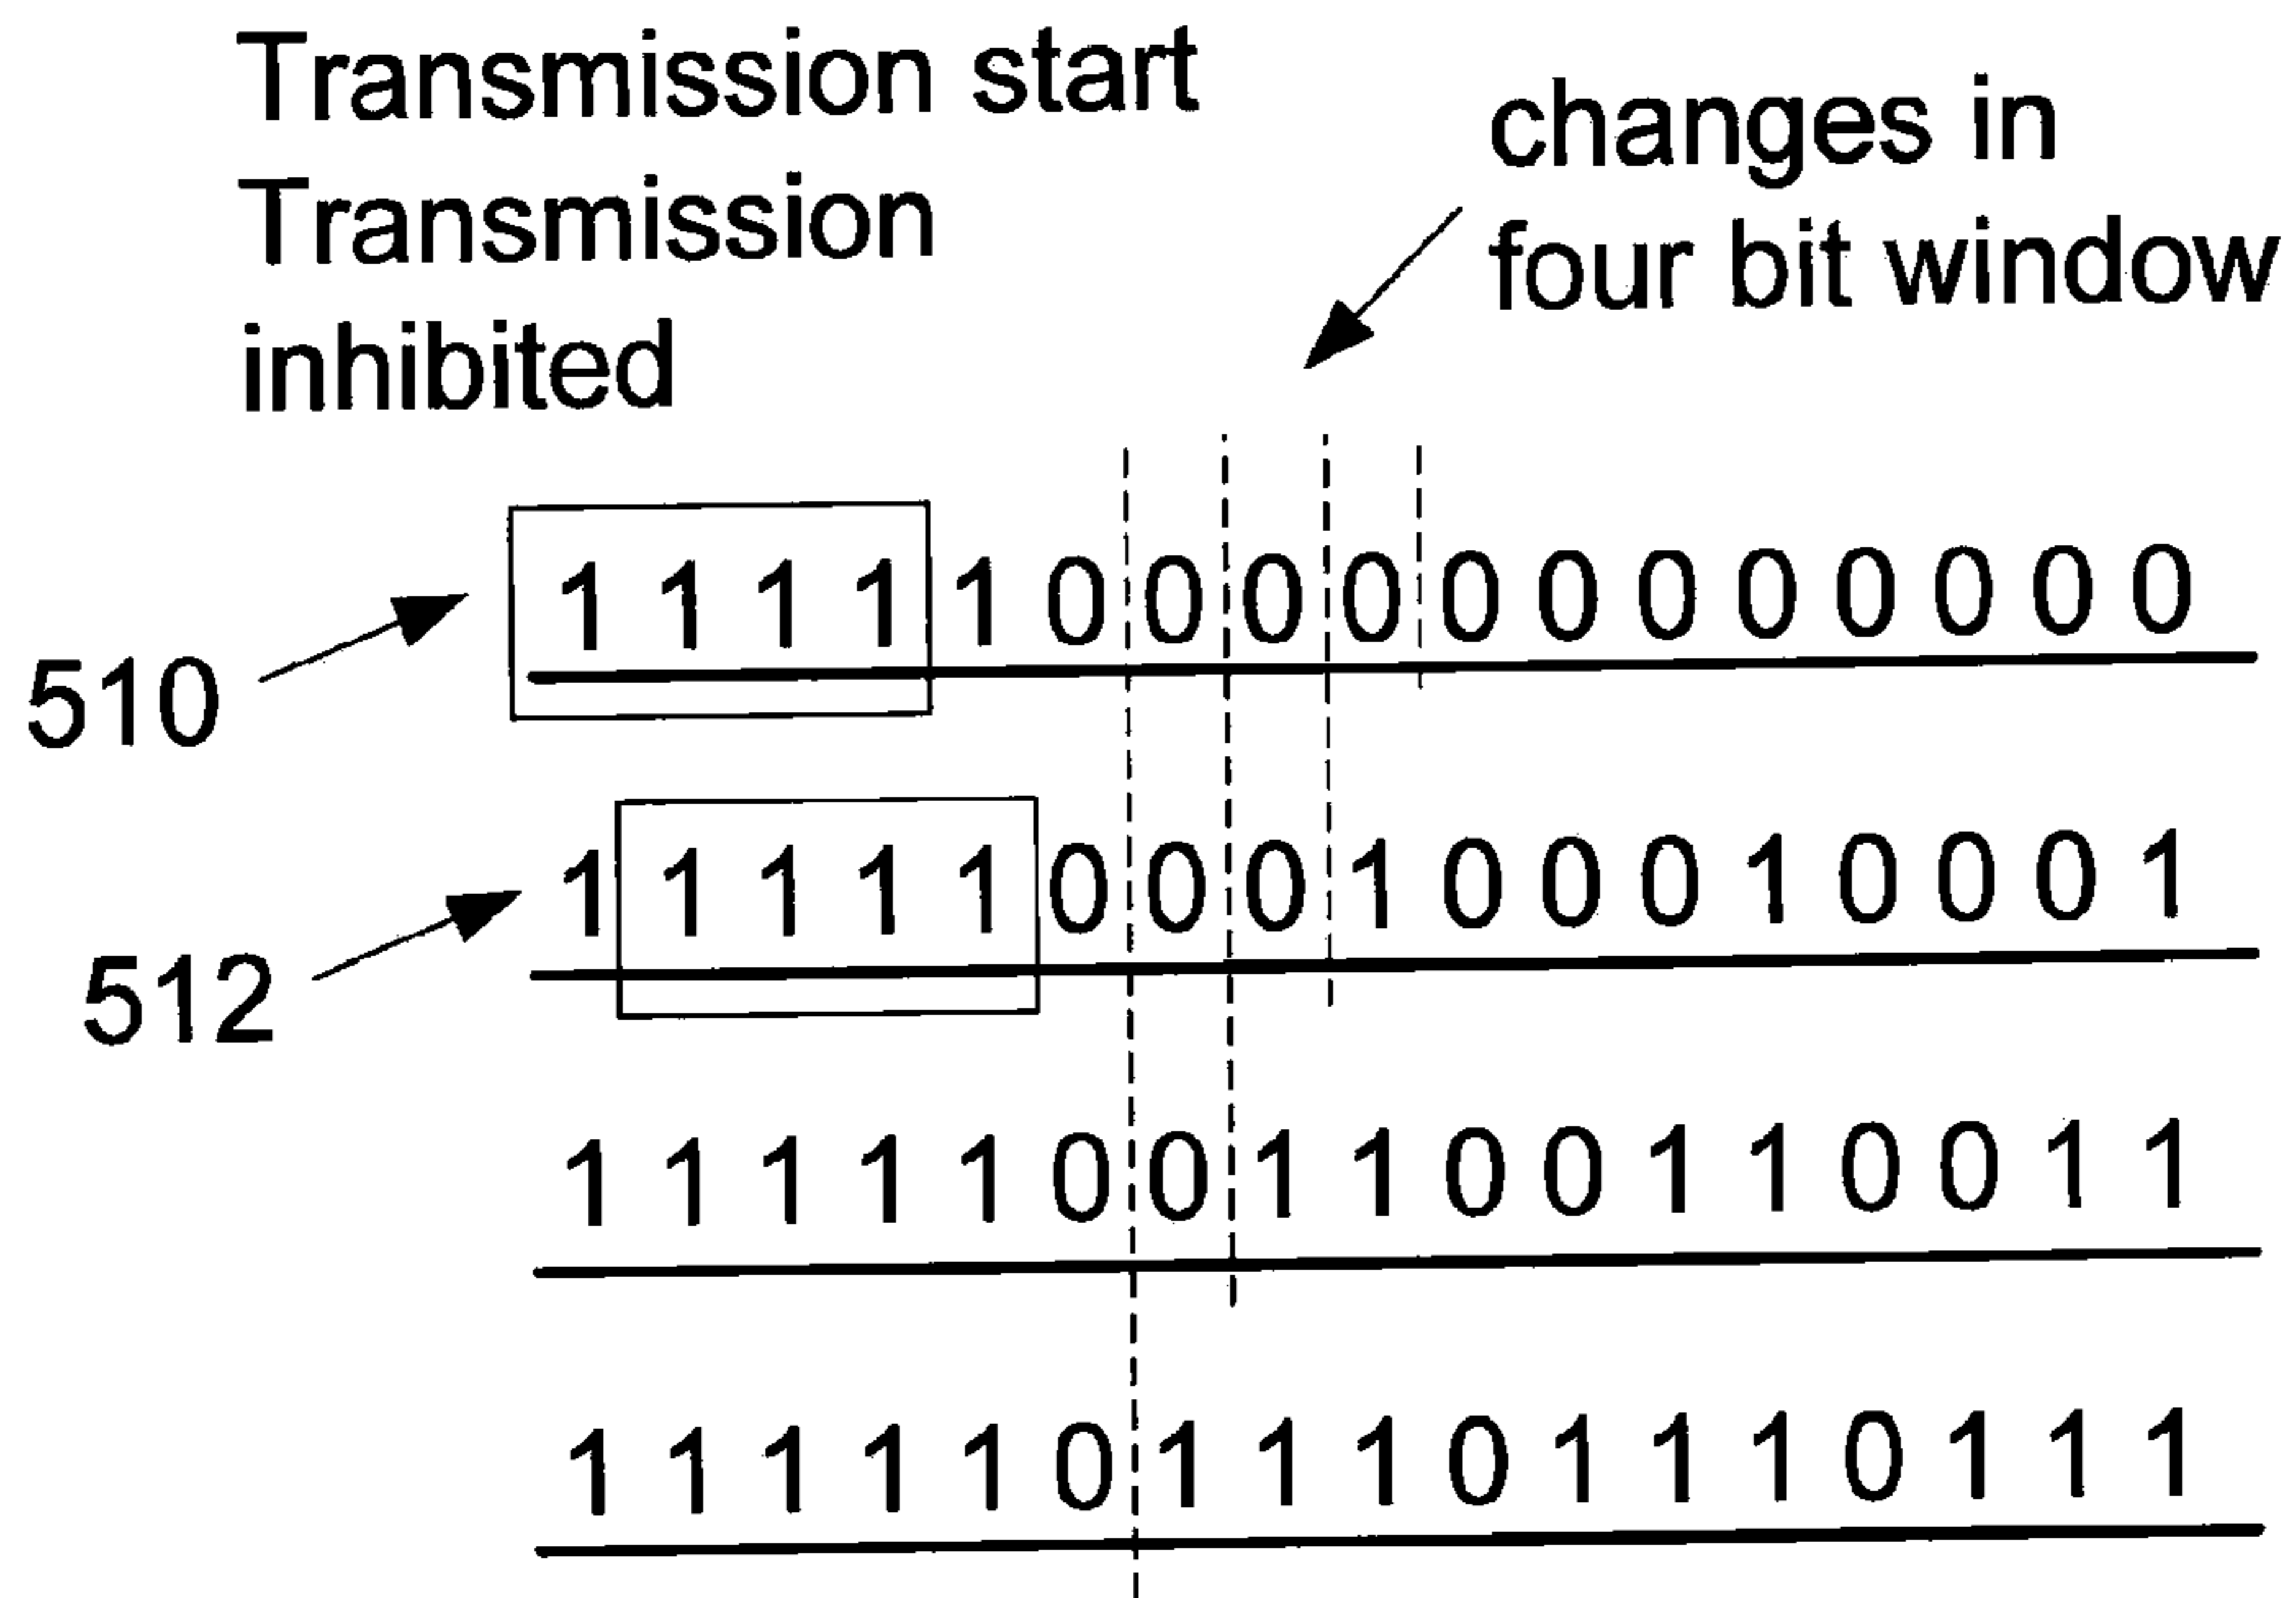 Transmission start
Transmission
inhibited
changes in
four bit window
510
1 1 1 1 1 0 0 0 0 0 0 0 0 0 0 0 0
512
1 1 1 1 1 0 0 0 1 0 0 0 1 0 0 0 1
1 1 1 1 1 0 0 1 1 0 0 1 1 0 0 1 1
1 1 1 1 1 0 1 1 1 0 1 1 1 0 1 1 1